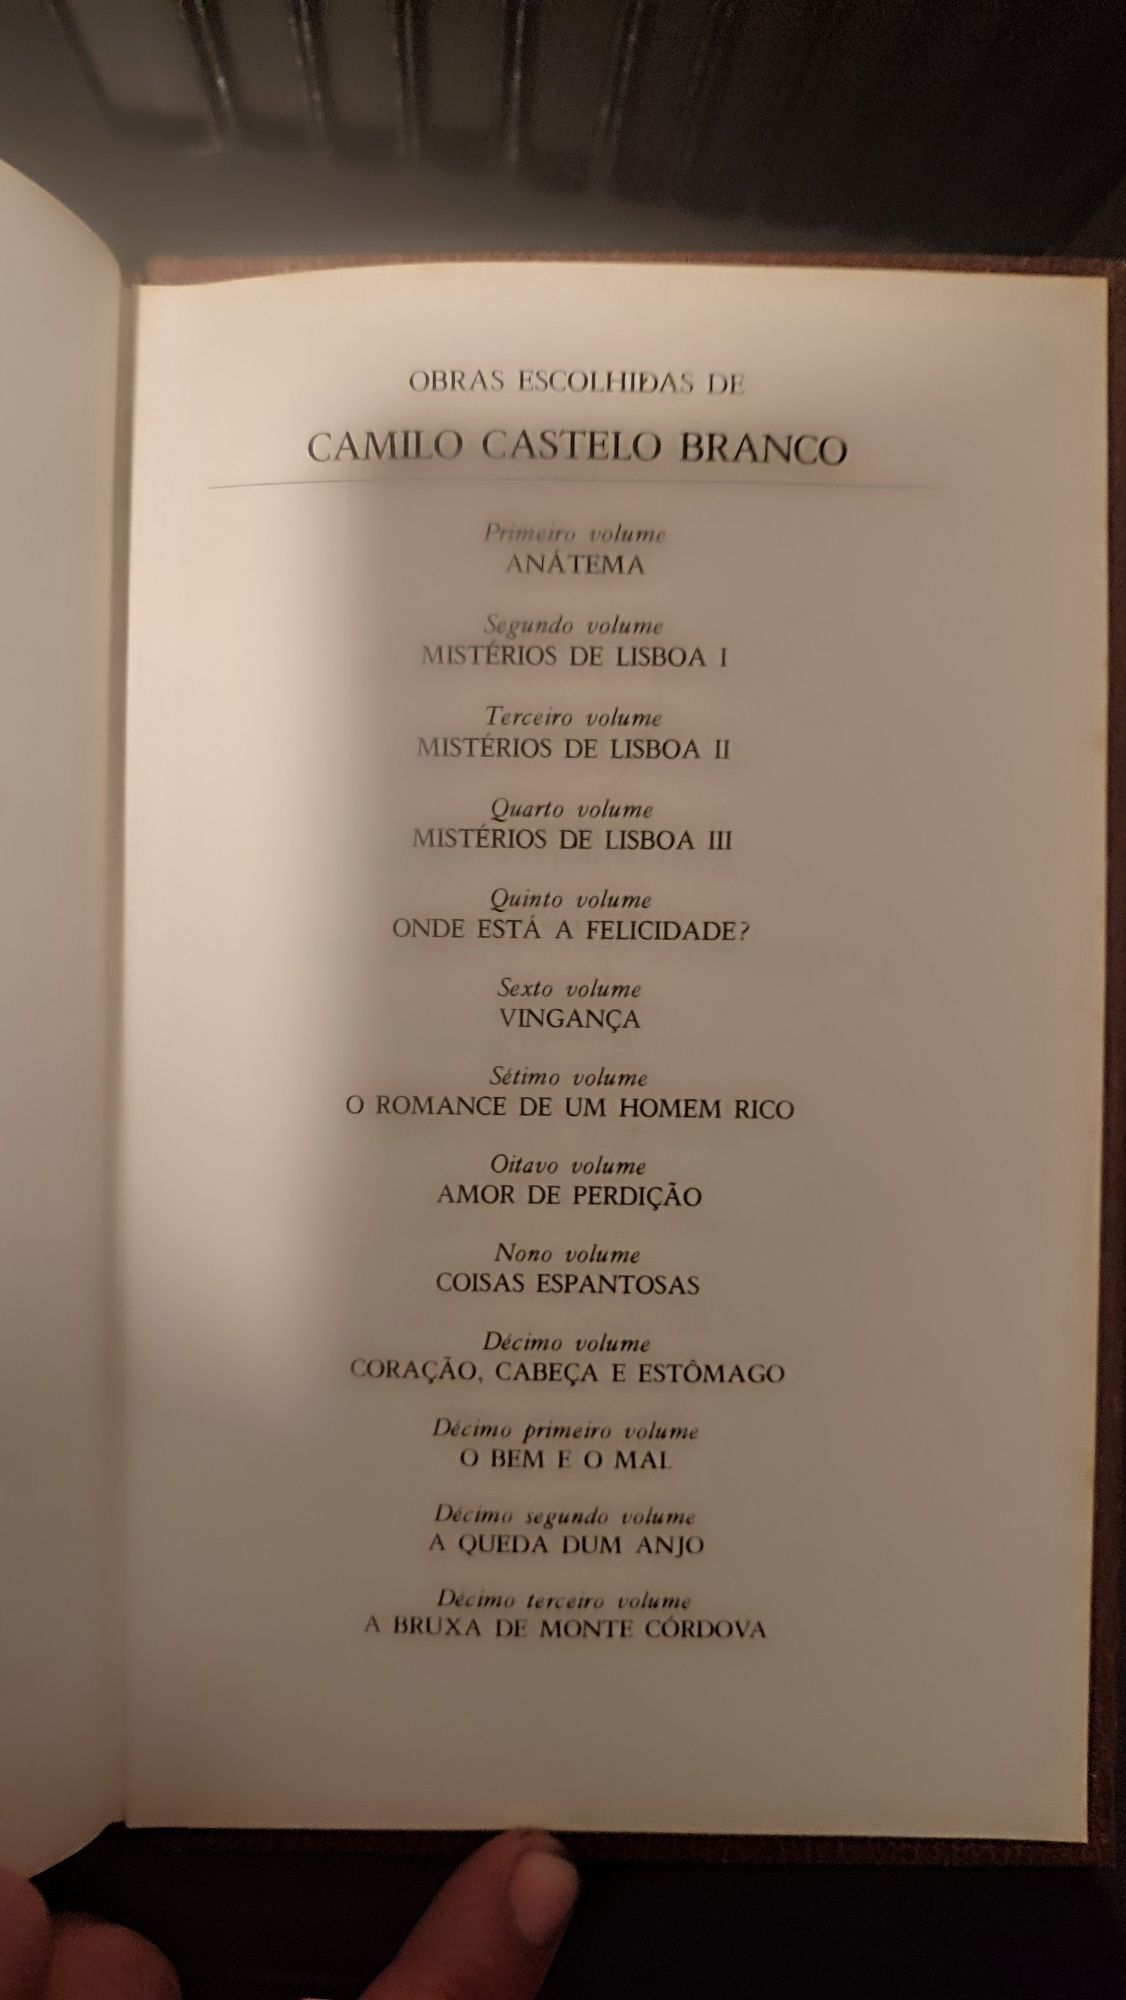 OBRAS ESCOLHIDAS DE
CAMILO CASTELO BRANCO
Primeiro volume
ANÁTEMA
Segundo volume
MISTÉRIOS DE LISBOA I
Terceiro volume
MISTÉRIOS DE LISBOA II
Quarto volume
MISTÉRIOS DE LISBOA III
Quinto volume
ONDE ESTÁ A FELICIDADE?
Sexto volume
VINGANÇA
Sétimo volume
O ROMANCE DE UM HOMEM RICO
Oitavo volume
AMOR DE PERDIÇÃO
Nono volume
COISAS ESPANTOSAS
Décimo volume
CORAÇÃO, CABEÇA E ESTÔMAGO
Décimo primeiro volume
O BEM E O MAL
Décimo segundo volume
A QUEDA DUM ANJO
Décimo terceiro volume
A BRUXA DE MONTE CÓRDOVA